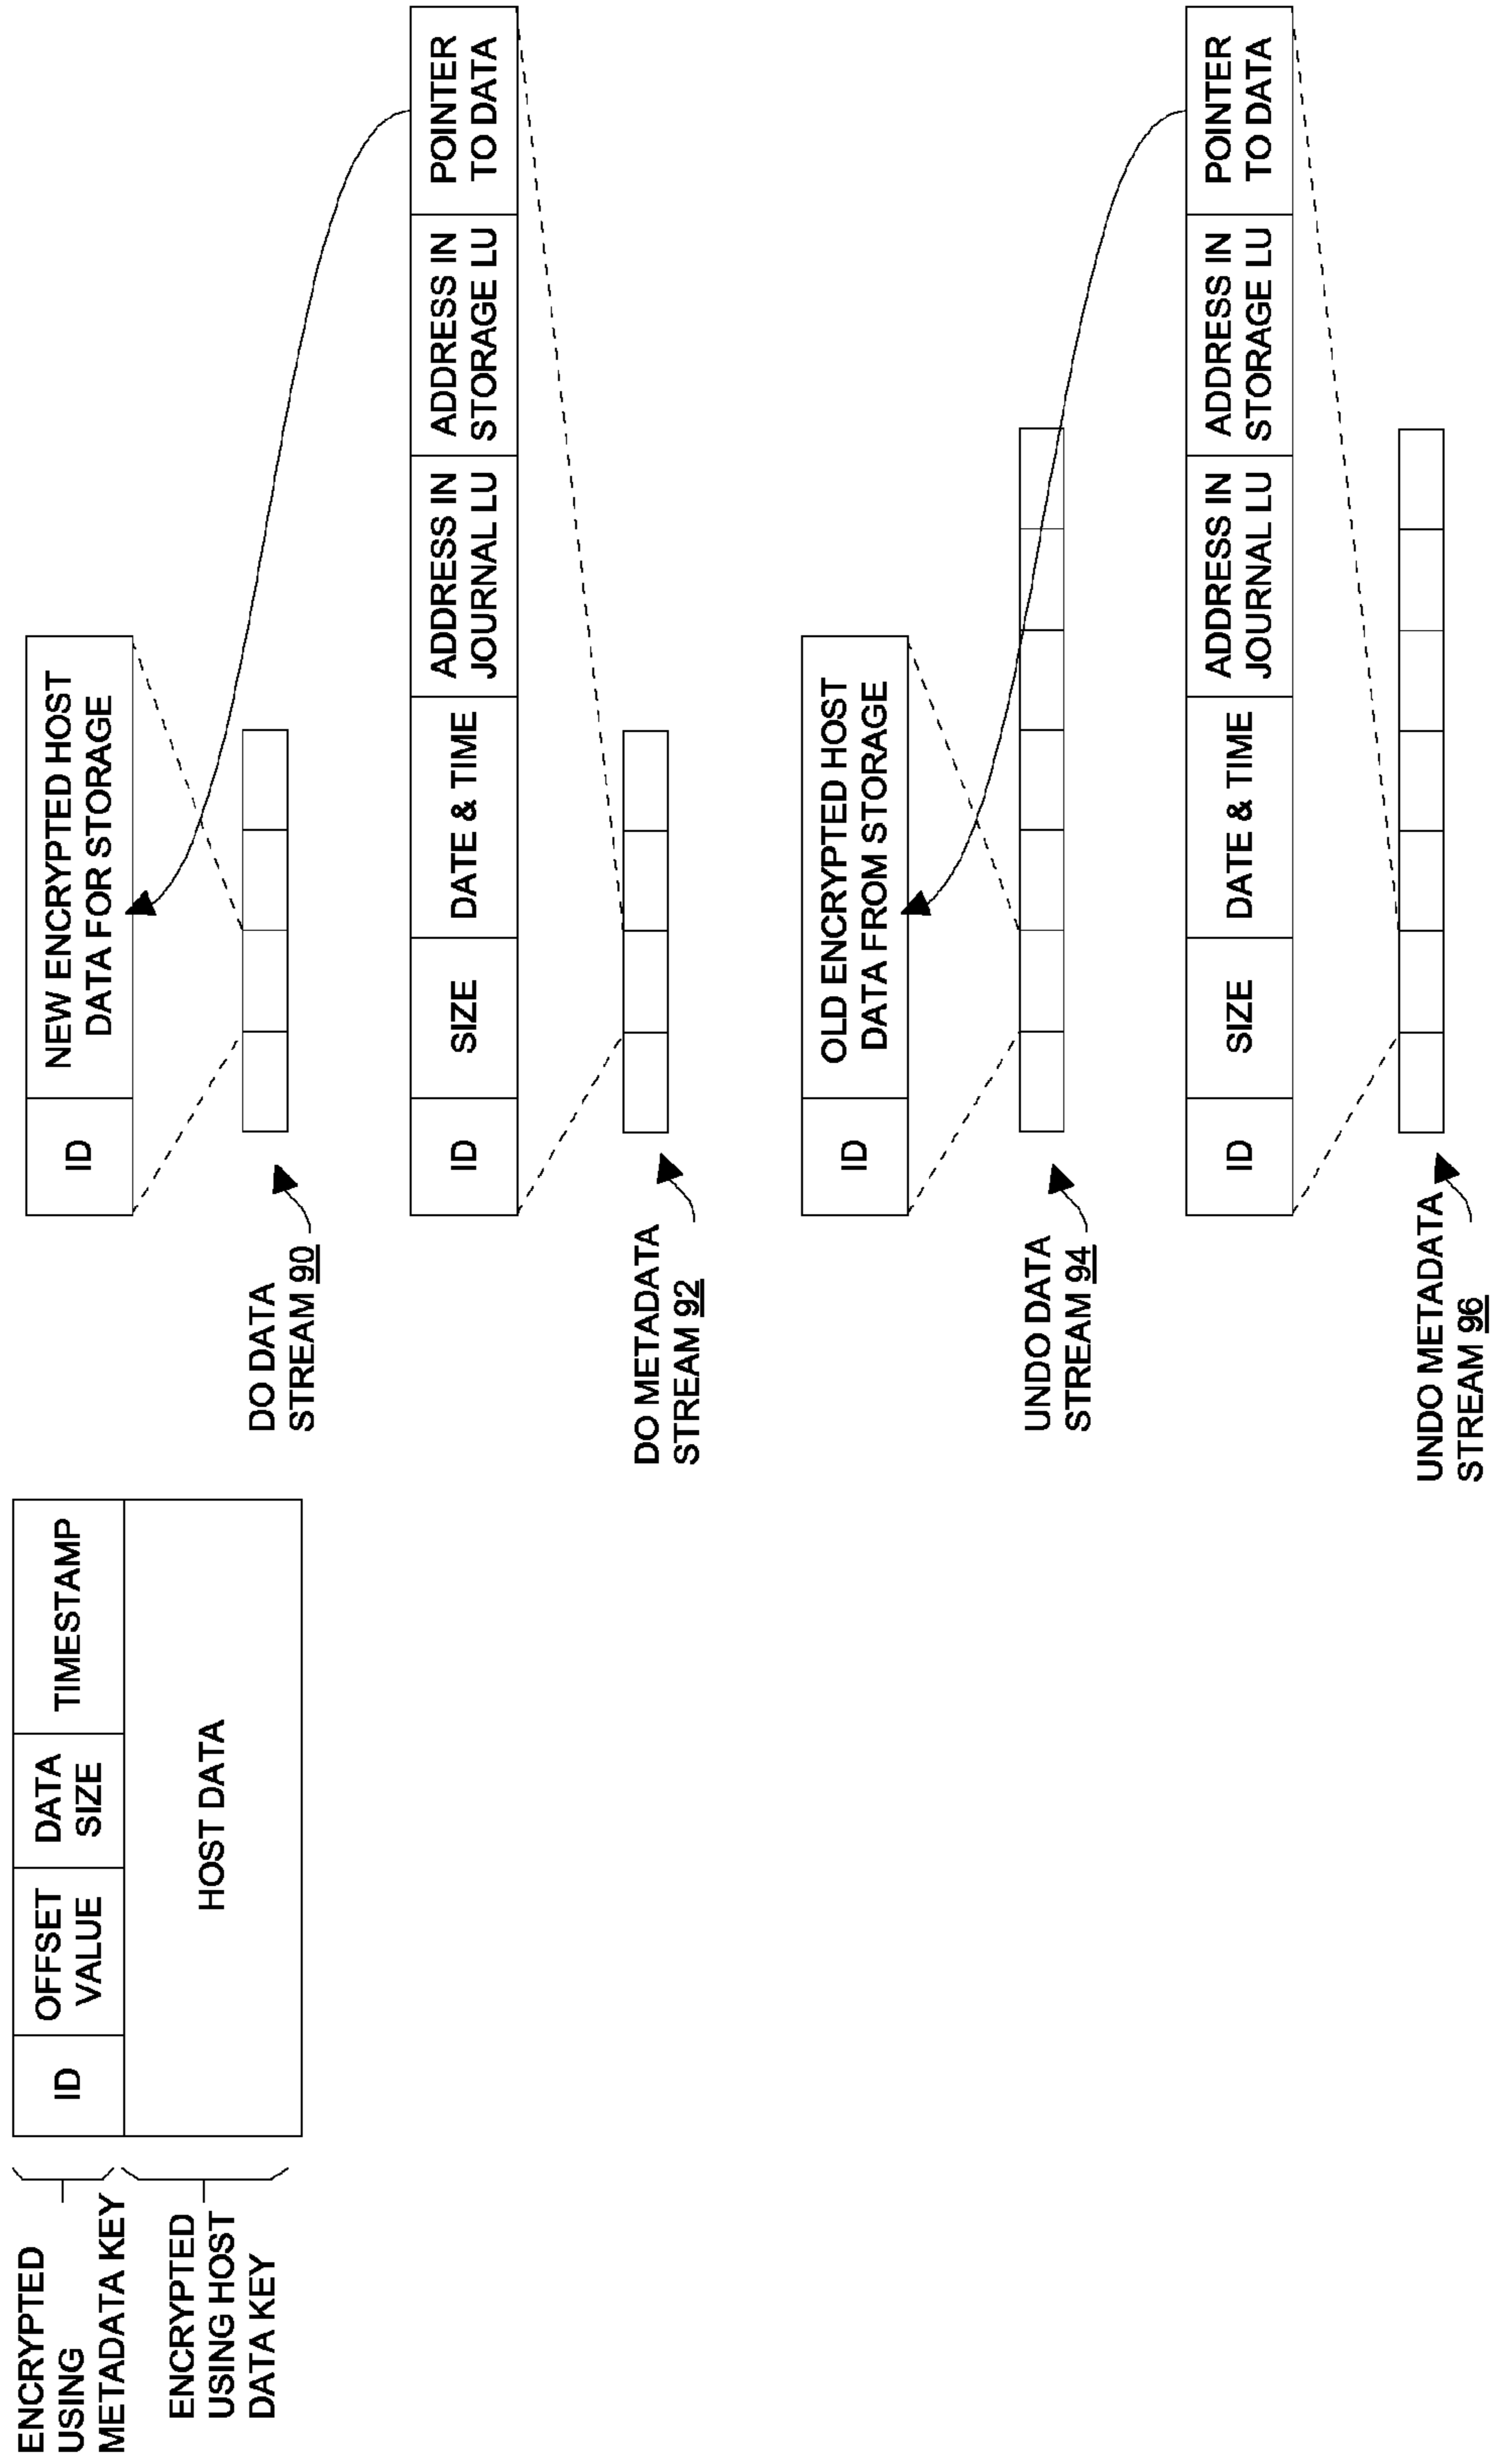 ENCRYPTED
USING
METADATA KEY
ENCRYPTED
USING HOST
DATA KEY
ID
OFFSET
VALUE
DATA
SIZE
TIMESTAMP
HOST DATA
DO DATA
STREAM 90
ID
NEW ENCRYPTED HOST
DATA FOR STORAGE
DO METADATA
STREAM 92
ID
SIZE
DATE & TIME
ADDRESS IN
JOURNAL LU
ADDRESS IN
STORAGE LU
POINTER
TO DATA
UNDO DATA
STREAM 94
ID
OLD ENCRYPTED HOST
DATA FROM STORAGE
UNDO METADATA
STREAM 96
ID
SIZE
DATE & TIME
ADDRESS IN
JOURNAL LU
ADDRESS IN
STORAGE LU
POINTER
TO DATA